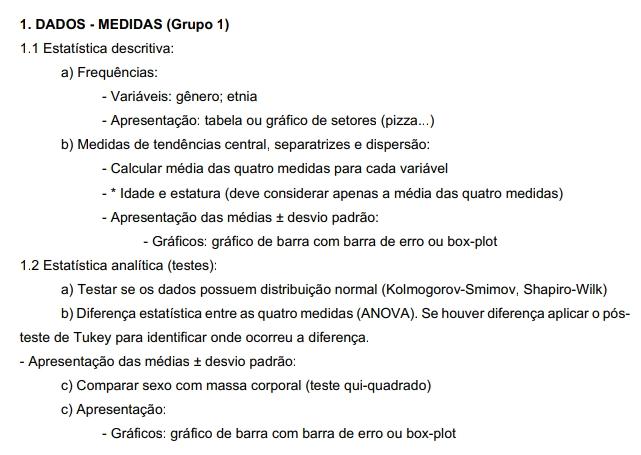 1. DADOS - MEDIDAS (Grupo 1)
1.1 Estatística descritiva:
a) Frequências:
- Variáveis: gênero; etnia
- Apresentação: tabela ou gráfico de setores (pizza...)
b) Medidas de tendências central, separatrizes e dispersão:
- Calcular média das quatro medidas para cada variável
- * Idade e estatura (deve considerar apenas a média das quatro medidas)
- Apresentação das médias ± desvio padrão:
- Gráficos: gráfico de barra com barra de erro ou box-plot
1.2 Estatística analítica (testes):
a) Testar se os dados possuem distribuição normal (Kolmogorov-Smimov, Shapiro-Wilk)
b) Diferença estatística entre as quatro medidas (ANOVA). Se houver diferença aplicar o pós-
teste de Tukey para identificar onde ocorreu a diferença.
- Apresentação das médias ± desvio padrão:
c) Comparar sexo com massa corporal (teste qui-quadrado)
c) Apresentação:
- Gráficos: gráfico de barra com barra de erro ou box-plot